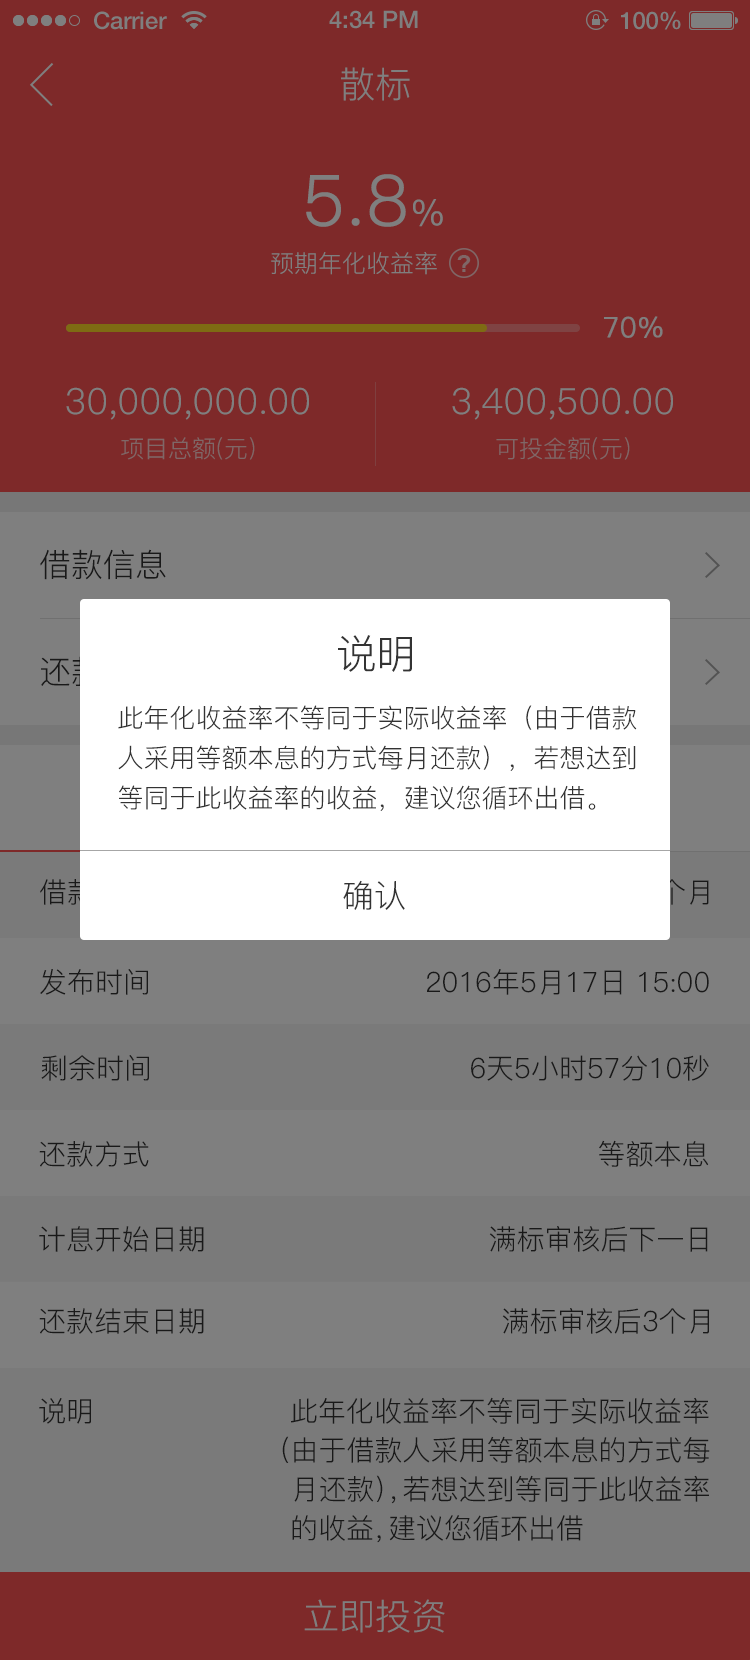 Carrier 4:34 PM 100%
散标
5.8%
预期年化收益率 ?
70%
30,000,000.00 3,400,500.00
项目总额(元) 可投金额(元)
借款信息
还款
说明
此年化收益率不等同于实际收益率（由于借款
人采用等额本息的方式每月还款），若想达到
等同于此收益率的收益，建议您循环出借。
确认
借款 个月
发布时间 2016年5月17日 15:00
剩余时间 6天5小时57分10秒
还款方式 等额本息
计息开始日期 满标审核后下一日
还款结束日期 满标审核后3个月
说明 此年化收益率不等同于实际收益率
（由于借款人采用等额本息的方式每
月还款）,若想达到等同于此收益率
的收益,建议您循环出借
立即投资